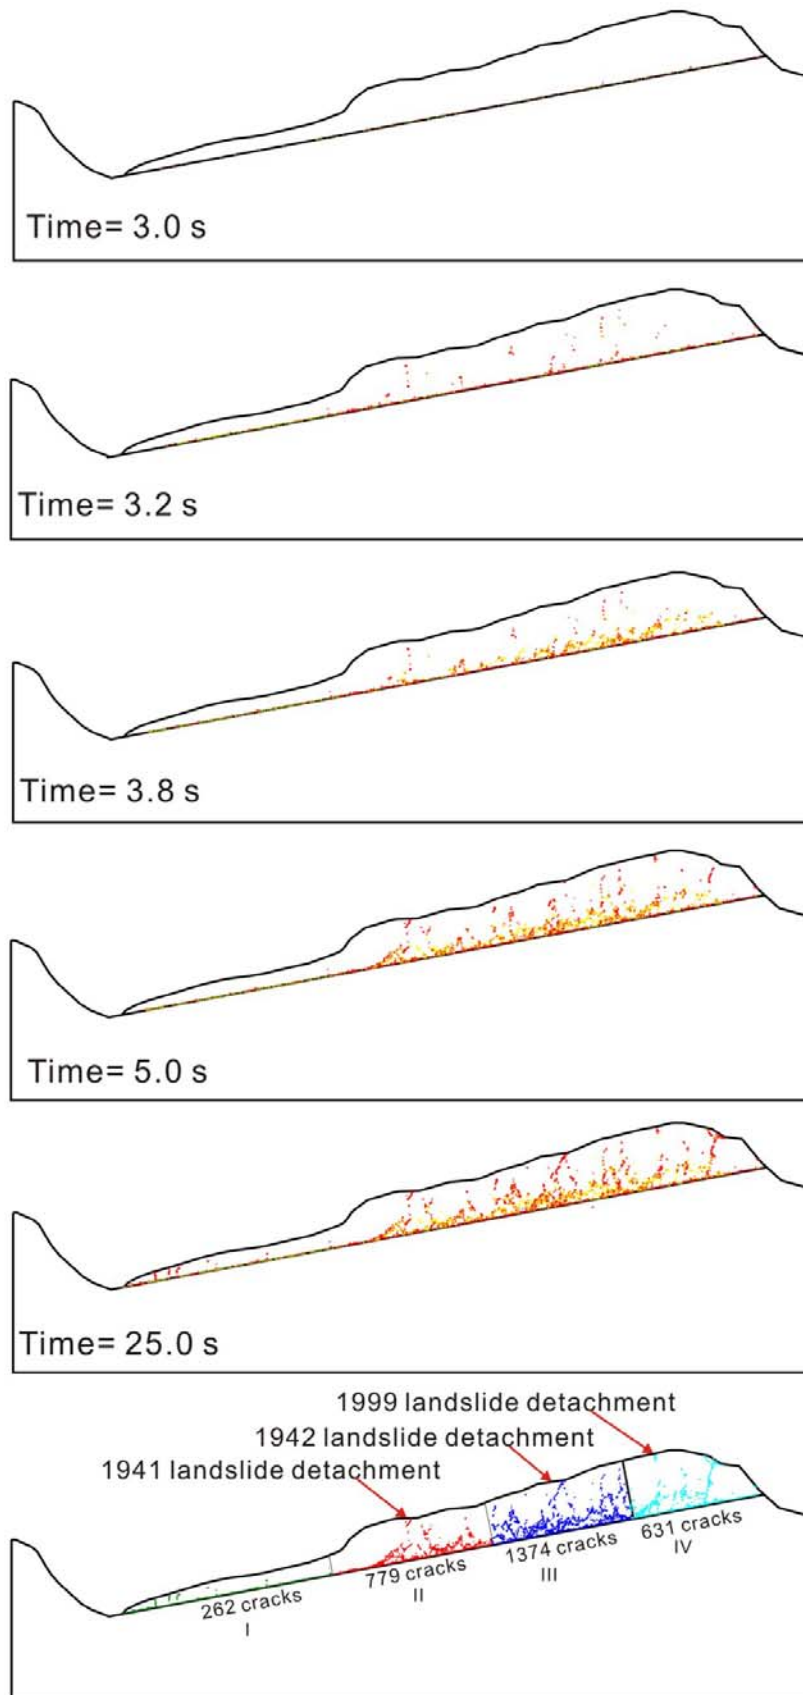 Time= 3.0 s
Time= 3.2 s
Time= 3.8 s
Time= 5.0 s
Time= 25.0 s
1999 landslide detachment
1942 landslide detachment
1941 landslide detachment
262 cracks
I
779 cracks
II
1374 cracks
III
631 cracks
IV